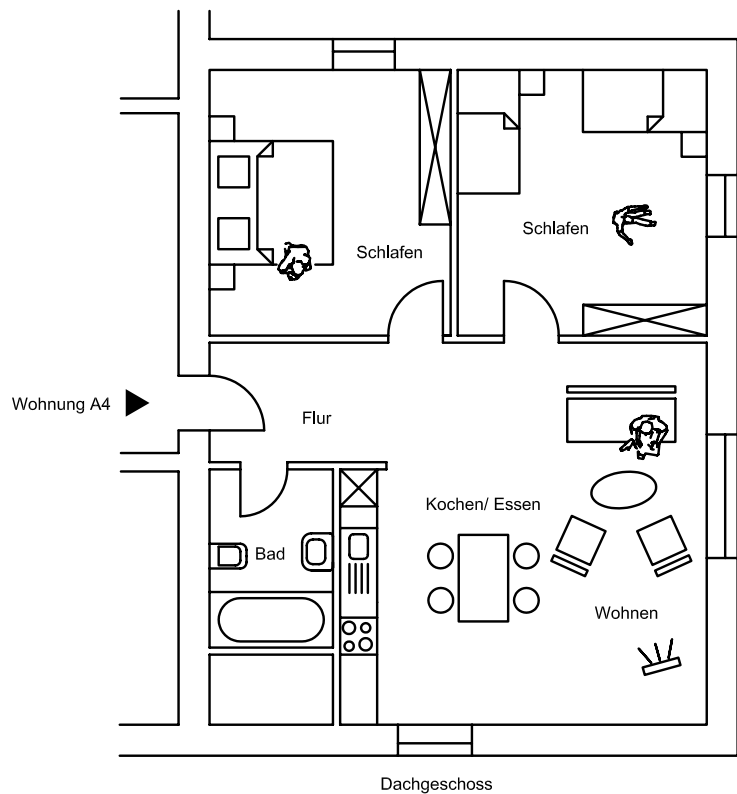 Schlafen
Schlafen
Wohnung A4
Flur
Kochen/ Essen
Bad
Wohnen
Dachgeschoss